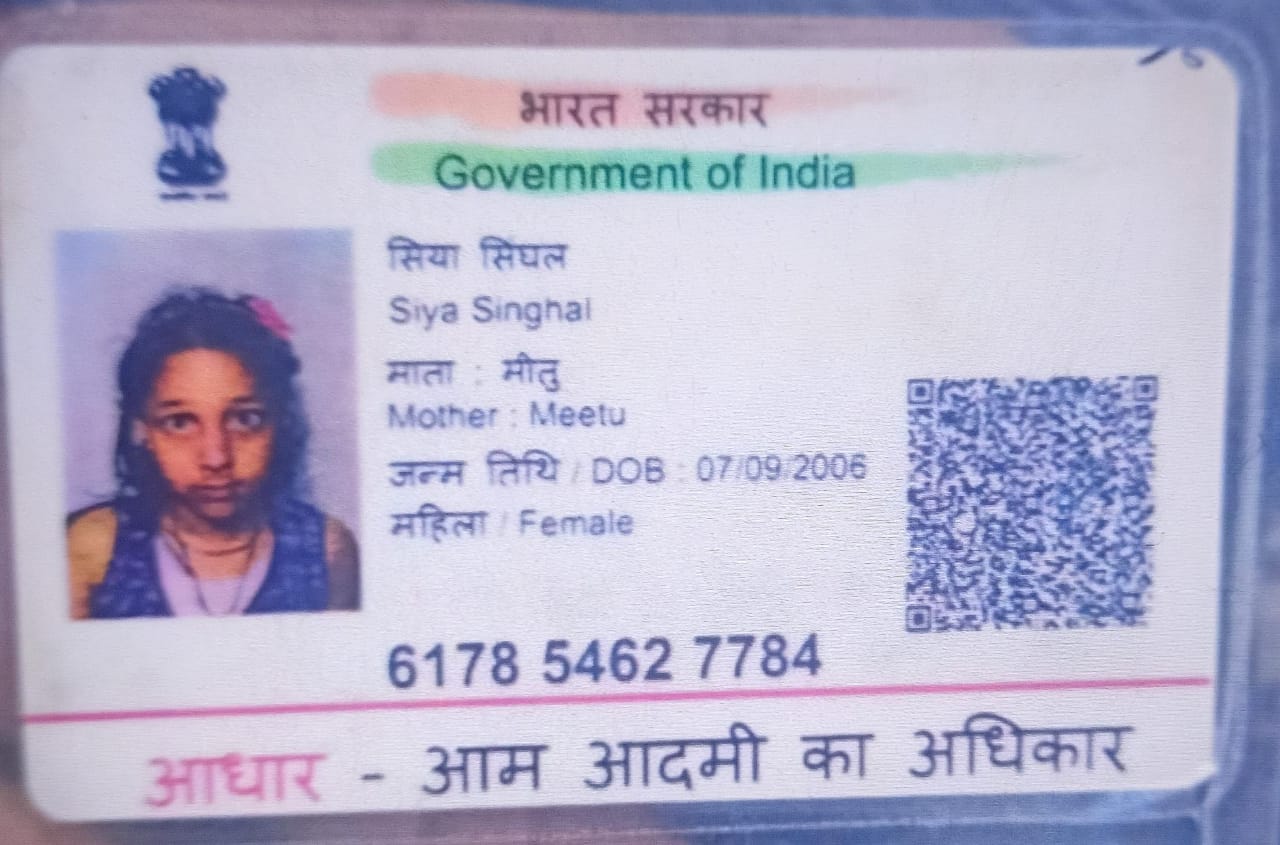 भारत सरकार
Government of India
सिया सिंघल
Siya Singhal
माता : मीतु
Mother : Meetu
जन्म तिथि / DOB : 07/09/2006
महिला / Female
6178 5462 7784
आधार - आम आदमी का अधिकार